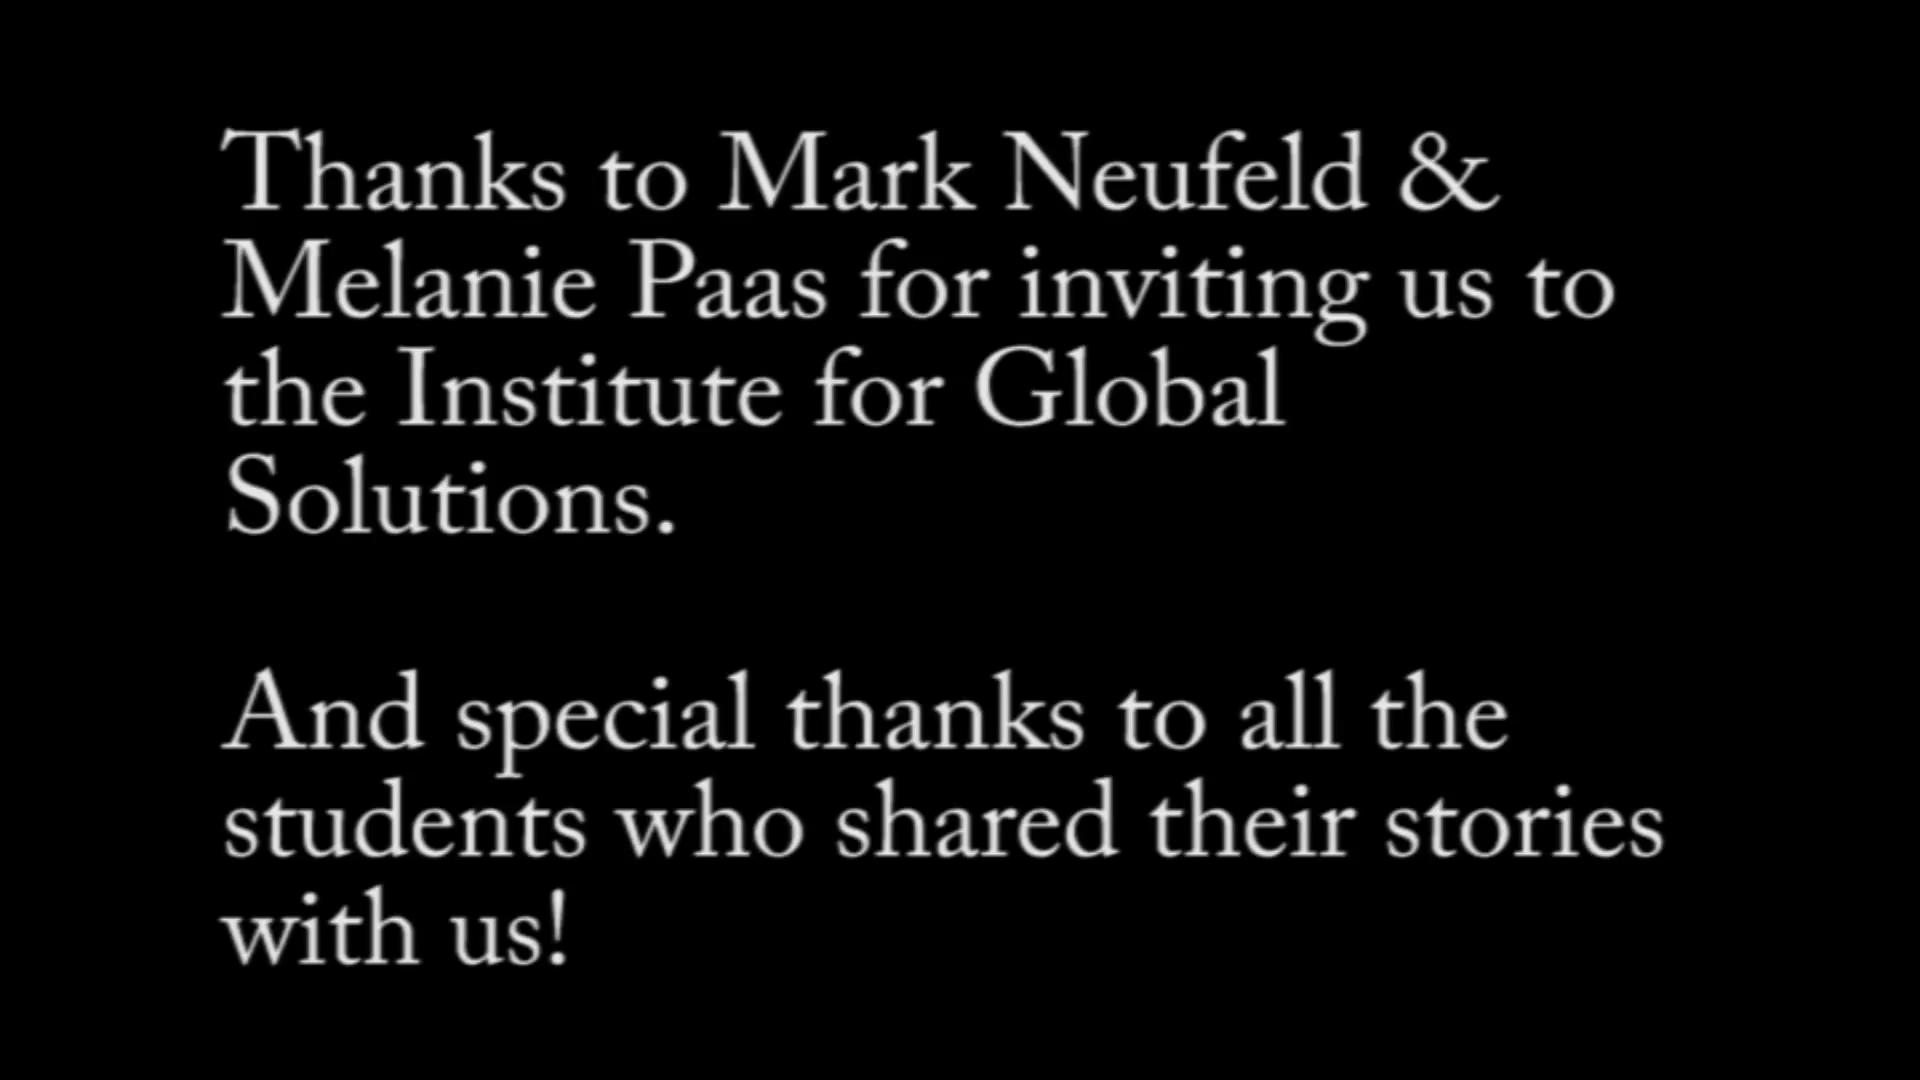 Thanks to Mark Neufeld &
Melanie Paas for inviting us to
the Institute for Global
Solutions.
And special thanks to all the
students who shared their stories
with us!